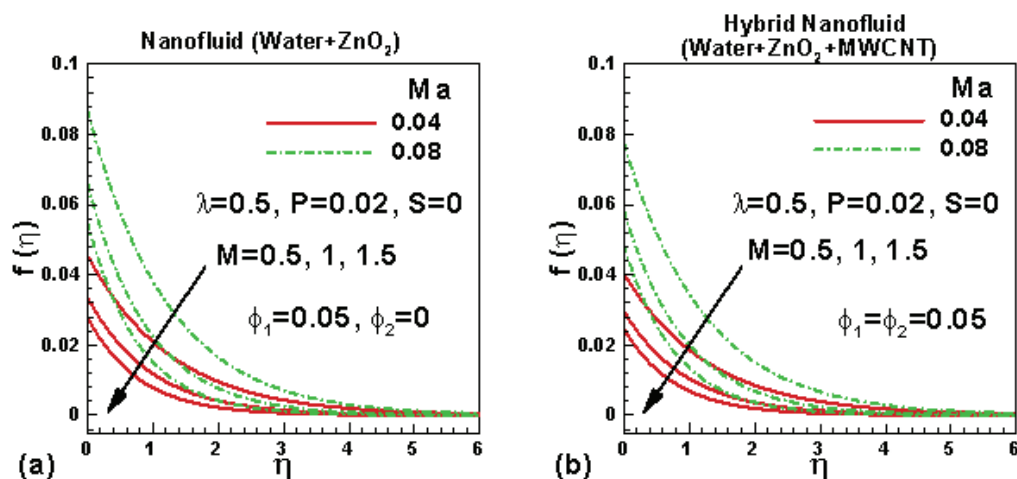 Nanofluid (Water+ZnO₂)
Ma
0.04
0.08
λ=0.5, P=0.02, S=0
M=0.5, 1, 1.5
ϕ₁=0.05, ϕ₂=0
f (η)
0.1
0.08
0.06
0.04
0.02
0
0 1 2 3 4 5 6
η
(a)
Hybrid Nanofluid
(Water+ZnO₂+MWCNT)
Ma
0.04
0.08
λ=0.5, P=0.02, S=0
M=0.5, 1, 1.5
ϕ₁=ϕ₂=0.05
f (η)
0.1
0.08
0.06
0.04
0.02
0
0 1 2 3 4 5 6
η
(b)